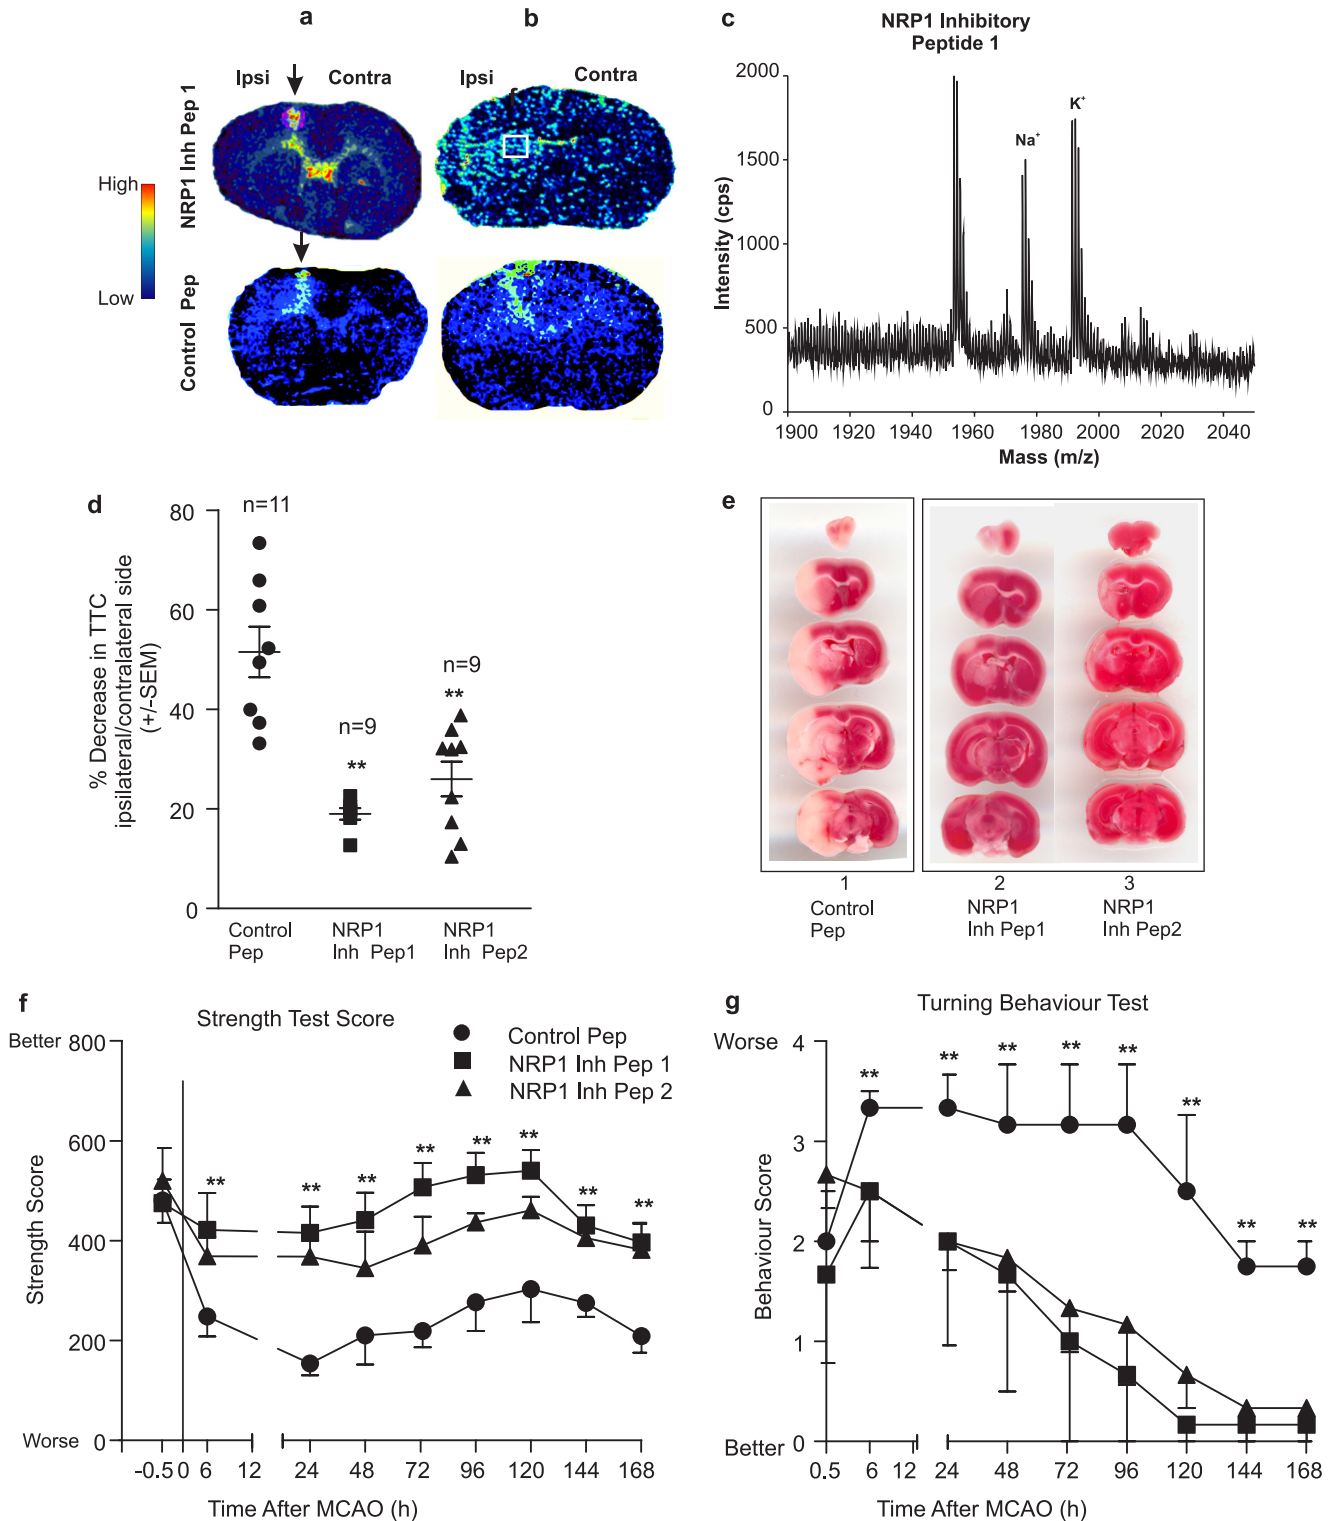 a
b
c
NRP1 Inhibitory
Peptide 1
Ipsi
Contra
Ipsi
Contra
f
NRP1 Inh Pep 1
Control Pep
High
Low
Intensity (cps)
2000
1500
1000
500
0
Na+
K+
1900 1920 1940 1960 1980 2000 2020 2040
Mass (m/z)
d
% Decrease in TTC
ipsilateral/contralateral side
(+/-SEM)
80
60
40
20
0
n=11
n=9
**
n=9
**
Control
Pep
NRP1
Inh Pep1
NRP1
Inh Pep2
e
1
Control
Pep
2
NRP1
Inh Pep1
3
NRP1
Inh Pep2
f
Strength Test Score
Control Pep
NRP1 Inh Pep 1
NRP1 Inh Pep 2
Better
Worse
Strength Score
800
600
400
200
0
** ** ** ** ** ** ** **
-0.5 0 6 12 24 48 72 96 120 144 168
Time After MCAO (h)
g
Turning Behaviour Test
Worse
Better
Behaviour Score
4
3
2
1
0
** ** ** ** ** ** ** **
0.5 6 12 24 48 72 96 120 144 168
Time After MCAO (h)